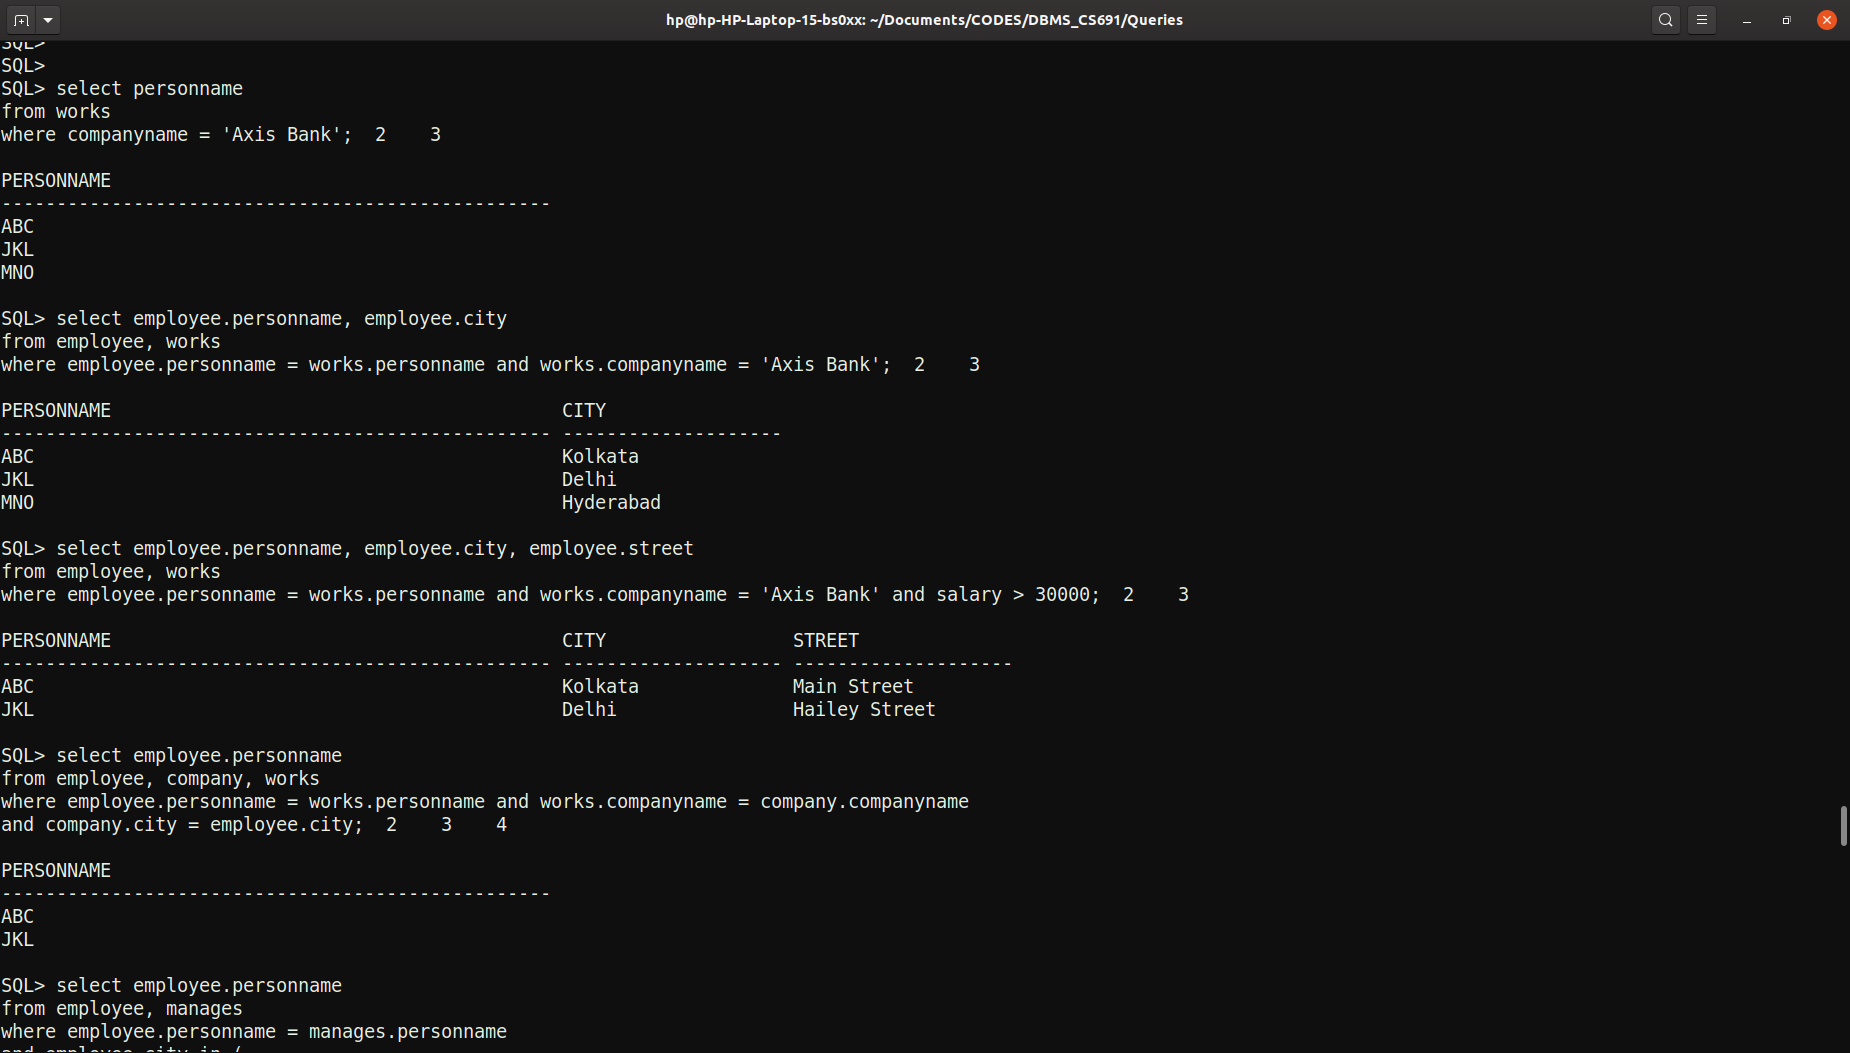 hp@hp-HP-Laptop-15-bs0xx: ~/Documents/CODES/DBMS_CS691/Queries
SQL>
SQL>
SQL> select personname
from works
where companyname = 'Axis Bank';  2    3

PERSONNAME
--------------------------------------------------
ABC
JKL
MNO

SQL> select employee.personname, employee.city
from employee, works
where employee.personname = works.personname and works.companyname = 'Axis Bank';  2    3

PERSONNAME                                         CITY
-------------------------------------------------- --------------------
ABC                                                Kolkata
JKL                                                Delhi
MNO                                                Hyderabad

SQL> select employee.personname, employee.city, employee.street
from employee, works
where employee.personname = works.personname and works.companyname = 'Axis Bank' and salary > 30000;  2    3

PERSONNAME                                         CITY                 STREET
-------------------------------------------------- -------------------- --------------------
ABC                                                Kolkata              Main Street
JKL                                                Delhi                Hailey Street

SQL> select employee.personname
from employee, company, works
where employee.personname = works.personname and works.companyname = company.companyname
and company.city = employee.city;  2    3    4

PERSONNAME
--------------------------------------------------
ABC
JKL

SQL> select employee.personname
from employee, manages
where employee.personname = manages.personname
and employee.city in (